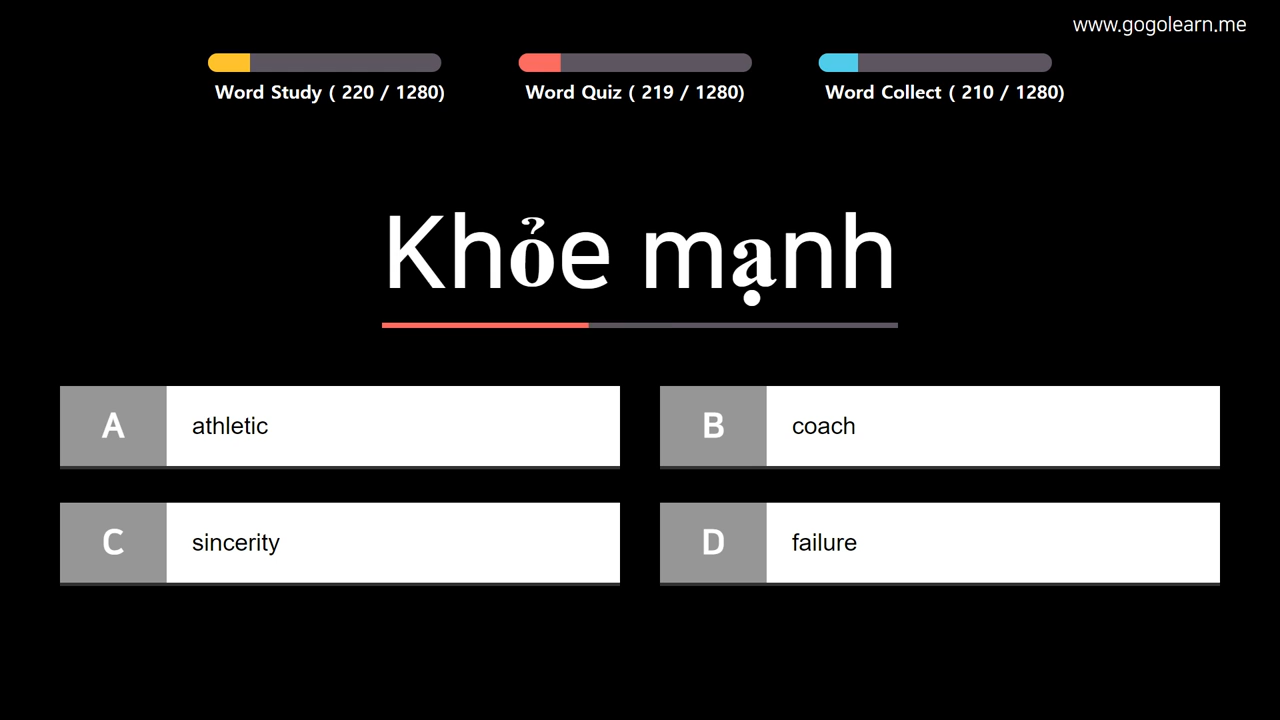 www.gogolearn.me
Word Study ( 220 / 1280)
Word Quiz ( 219 / 1280)
Word Collect ( 210 / 1280)
Khỏe mạnh
A
athletic
B
coach
C
sincerity
D
failure